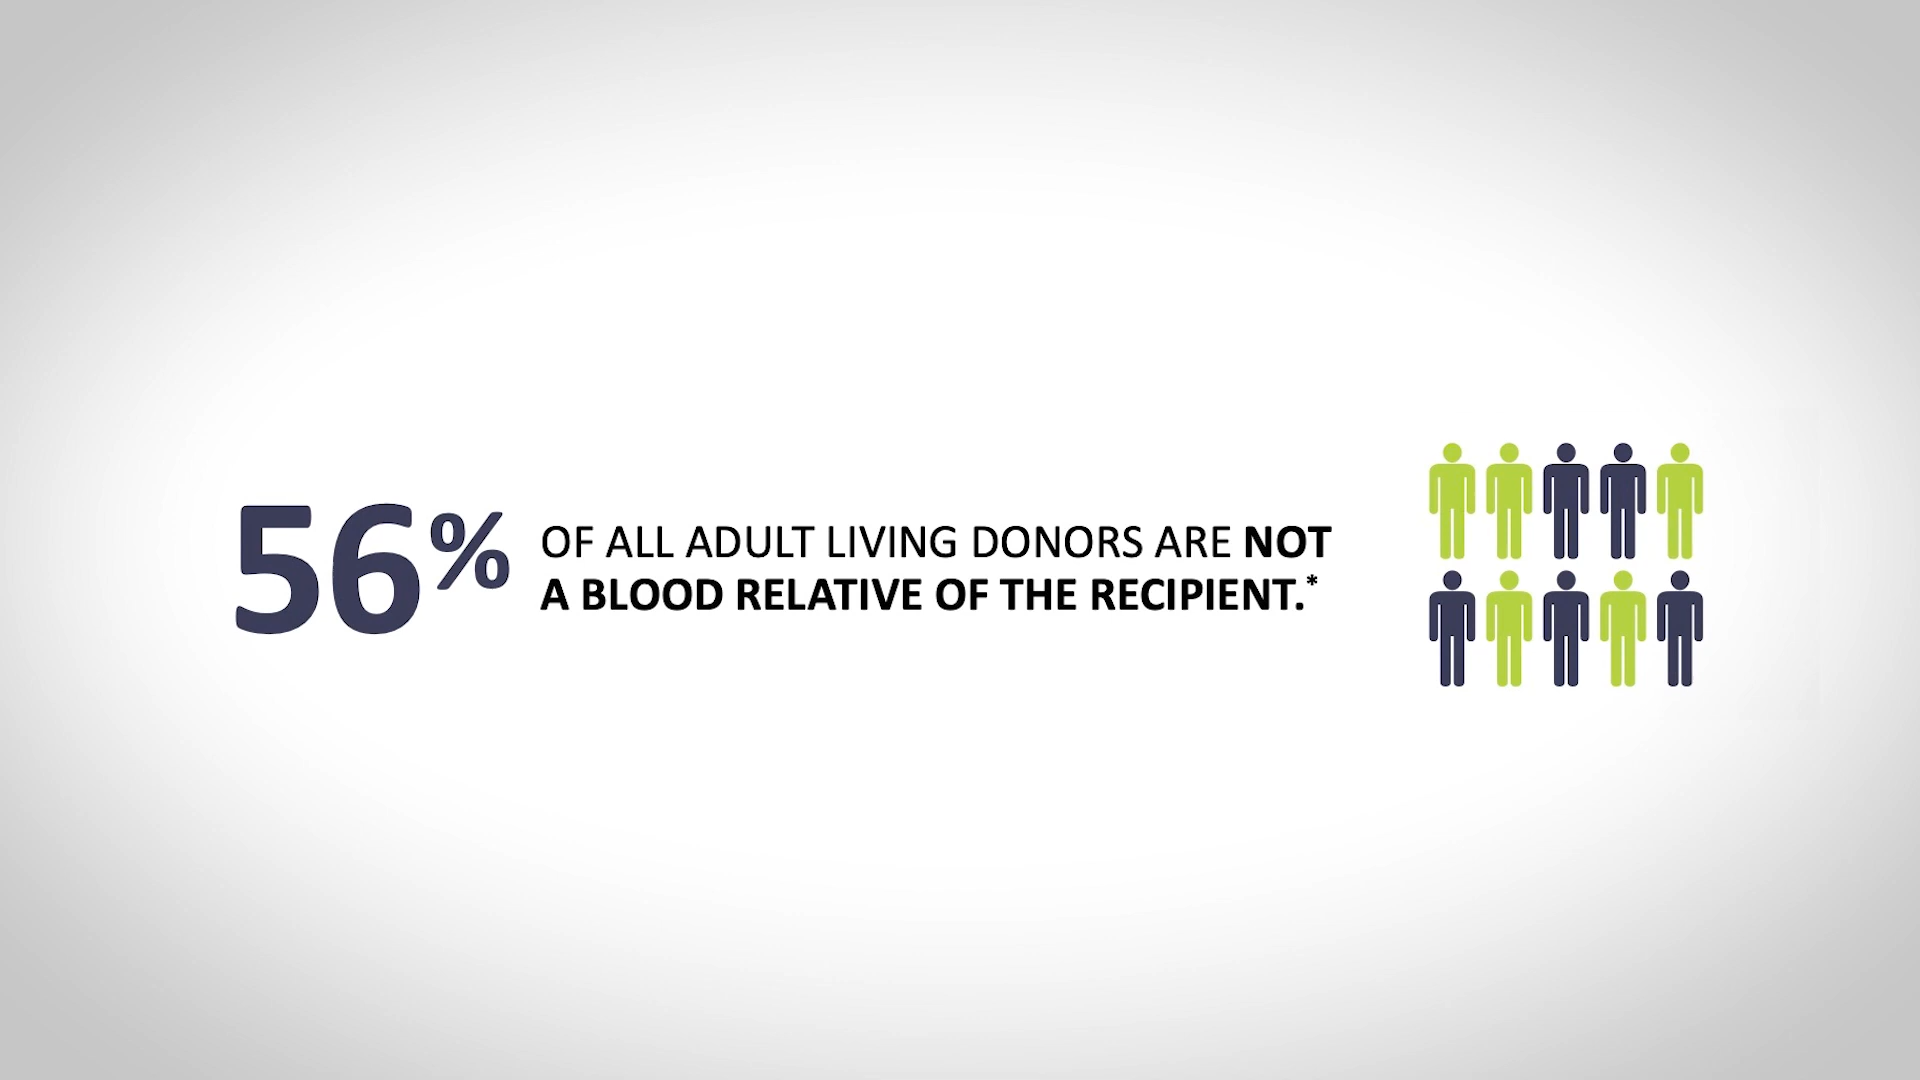 56% OF ALL ADULT LIVING DONORS ARE NOT
A BLOOD RELATIVE OF THE RECIPIENT.*